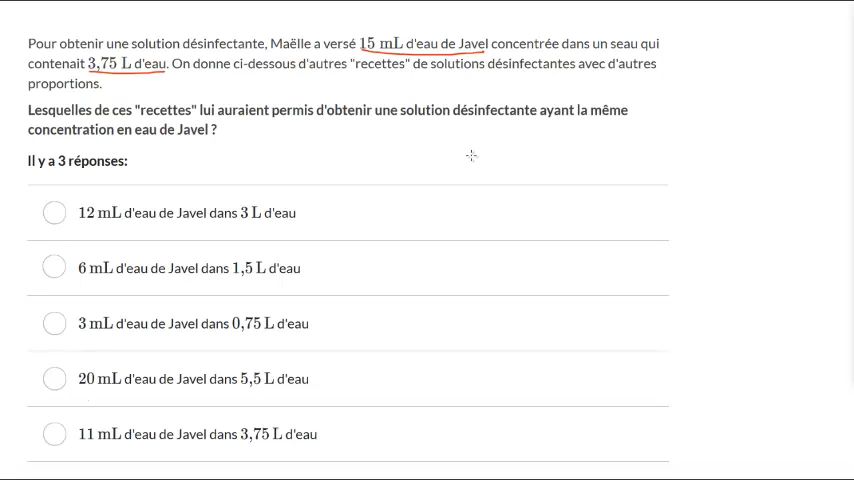 Pour obtenir une solution désinfectante, Maëlle a versé 15 mL d'eau de Javel concentrée dans un seau qui
contenait 3,75 L d'eau. On donne ci-dessous d'autres "recettes" de solutions désinfectantes avec d'autres
proportions.
Lesquelles de ces "recettes" lui auraient permis d'obtenir une solution désinfectante ayant la même
concentration en eau de Javel ?
Il y a 3 réponses:
12 mL d'eau de Javel dans 3 L d'eau
6 mL d'eau de Javel dans 1,5 L d'eau
3 mL d'eau de Javel dans 0,75 L d'eau
20 mL d'eau de Javel dans 5,5 L d'eau
11 mL d'eau de Javel dans 3,75 L d'eau